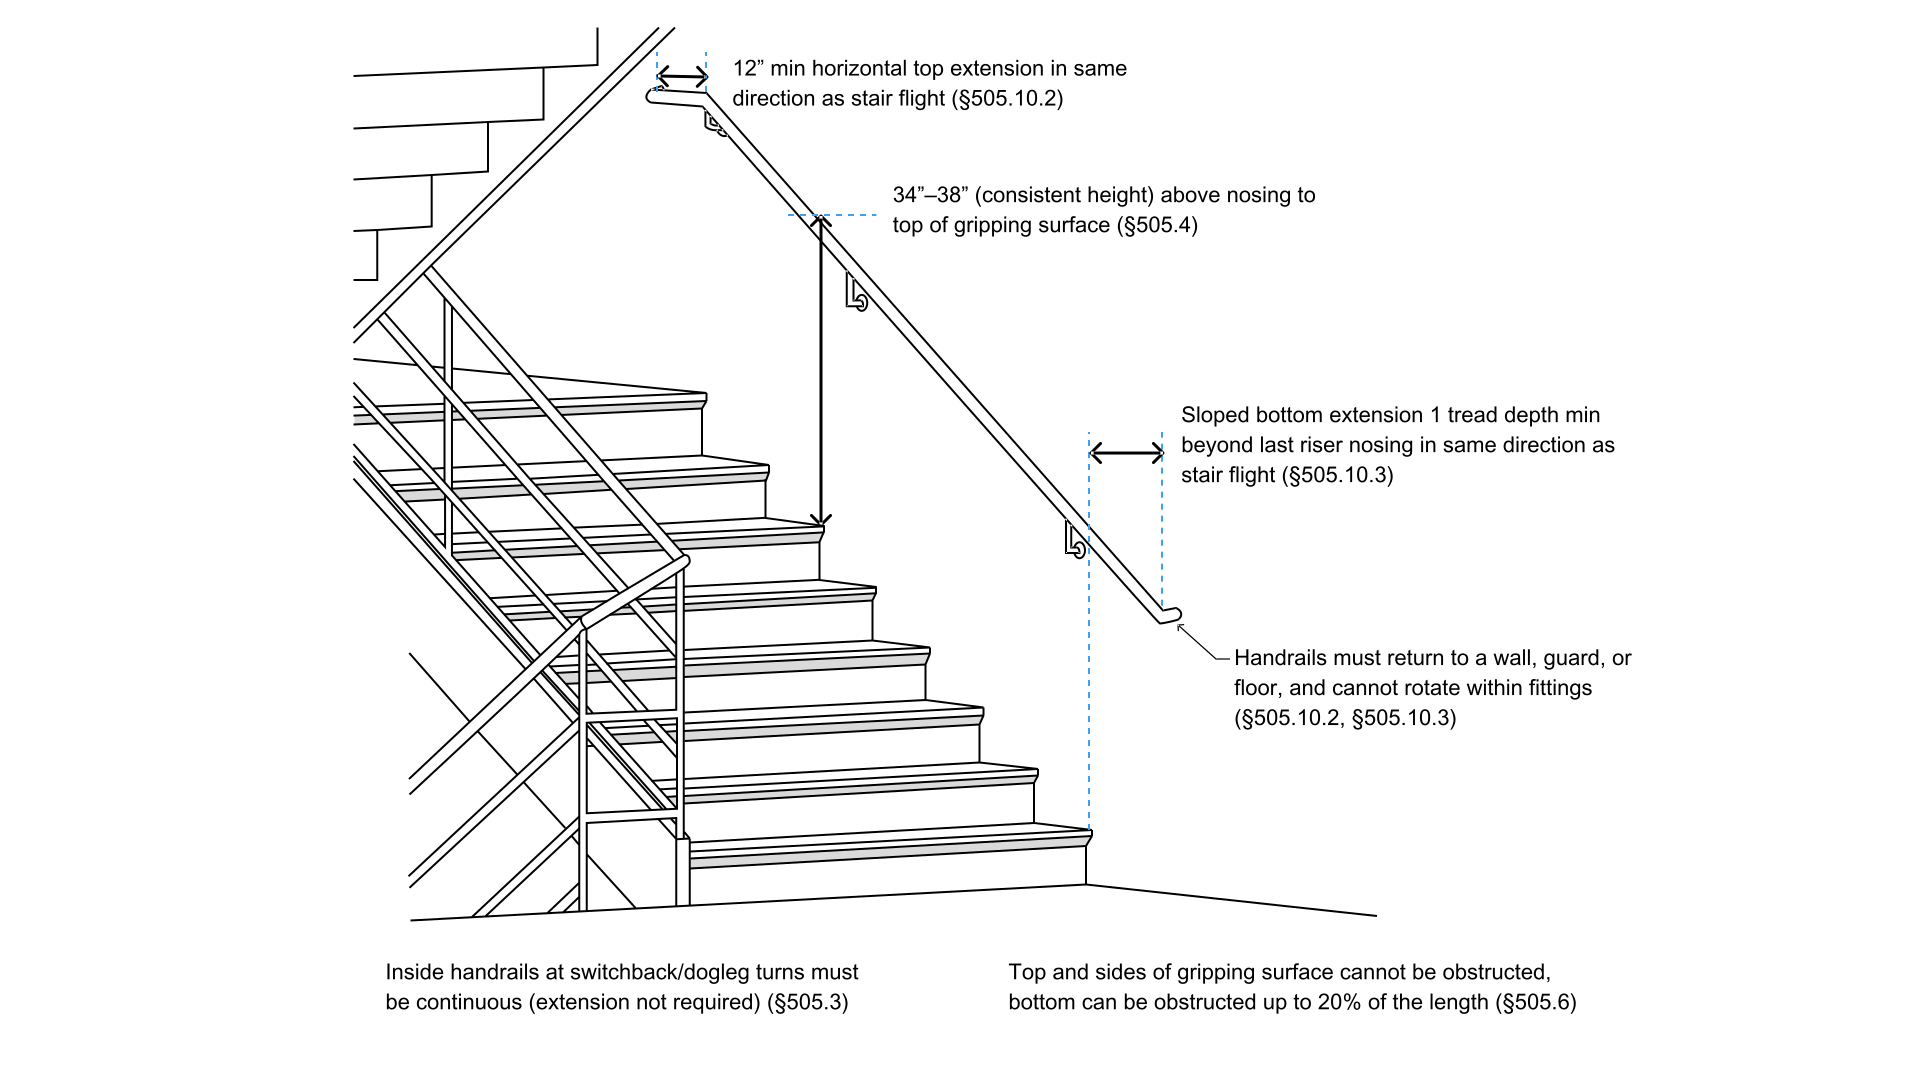 12” min horizontal top extension in same
direction as stair flight (§505.10.2)
34”–38” (consistent height) above nosing to
top of gripping surface (§505.4)
Sloped bottom extension 1 tread depth min
beyond last riser nosing in same direction as
stair flight (§505.10.3)
Handrails must return to a wall, guard, or
floor, and cannot rotate within fittings
(§505.10.2, §505.10.3)
Inside handrails at switchback/dogleg turns must
be continuous (extension not required) (§505.3)
Top and sides of gripping surface cannot be obstructed,
bottom can be obstructed up to 20% of the length (§505.6)